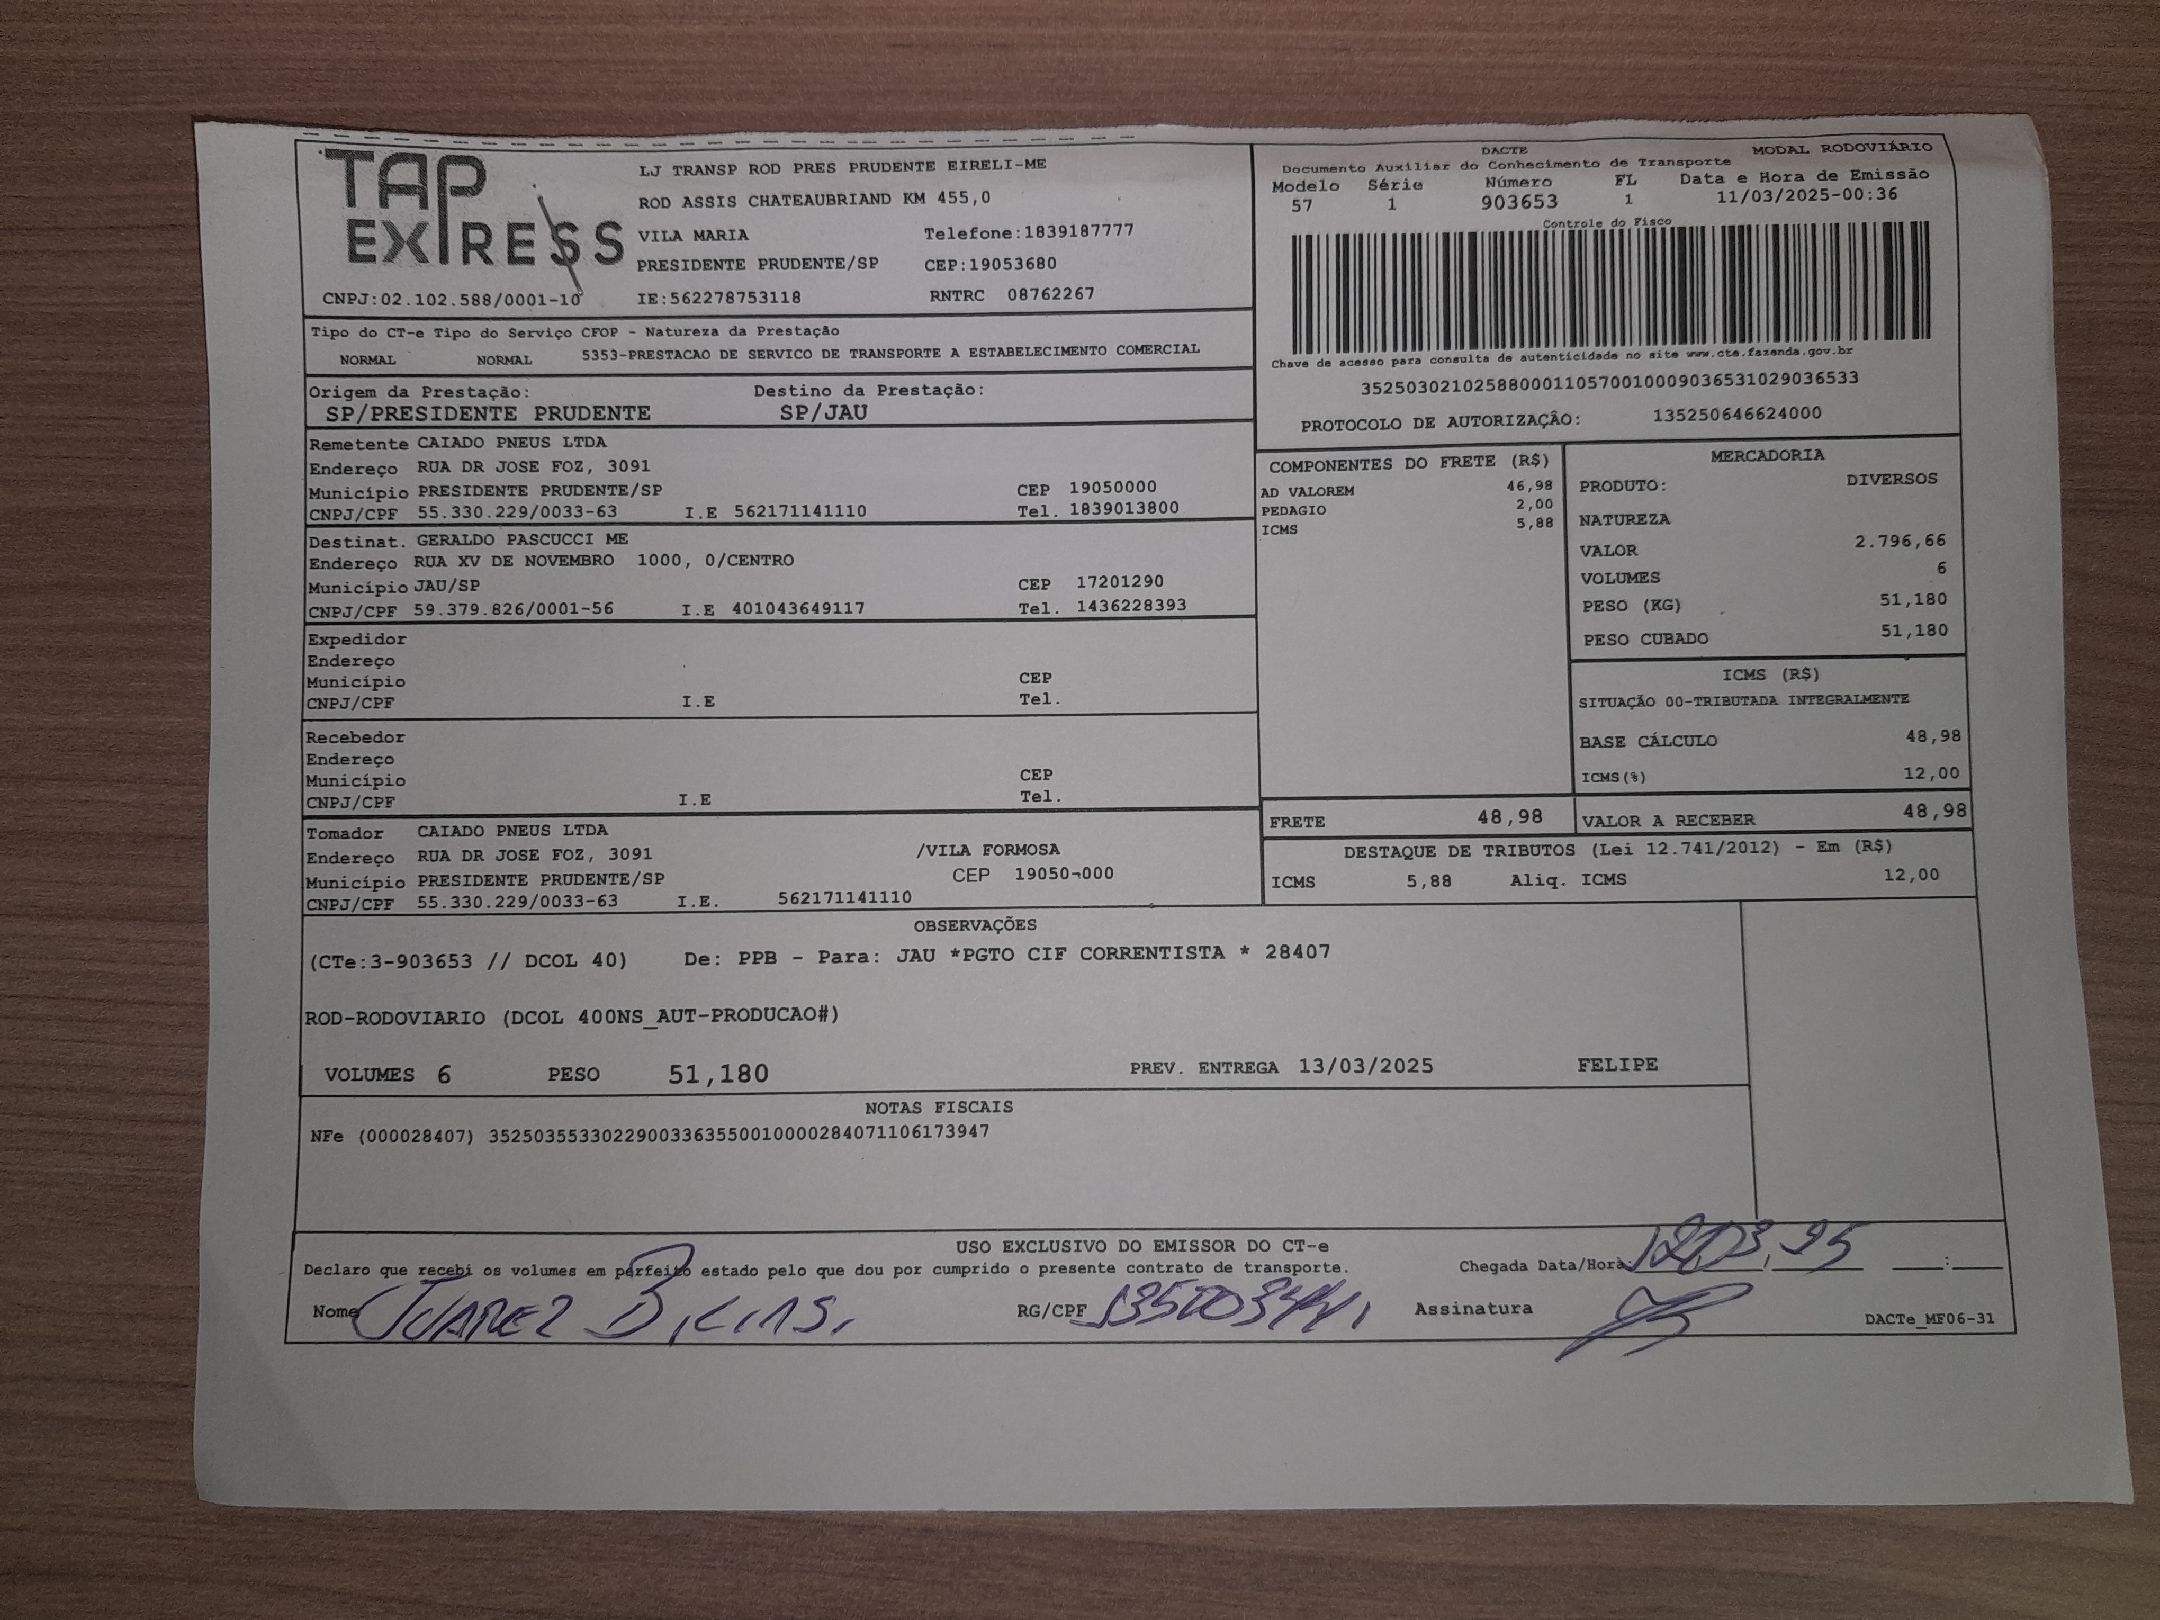 TAP EXPRESS
LJ TRANSP ROD PRES PRUDENTE EIRELI-ME
ROD ASSIS CHATEAUBRIAND KM 455,0
VILA MARIA Telefone:1839187777
PRESIDENTE PRUDENTE/SP CEP:19053680
CNPJ:02.102.588/0001-10 IE:562278753118 RNTRC 08762267
DACTE MODAL RODOVIÁRIO
Documento Auxiliar do Conhecimento de Transporte
Modelo Série Número FL Data e Hora de Emissão
57 1 903653 1 11/03/2025-00:36
Controle do Fisco
Chave de acesso para consulta de autenticidade no site www.cte.fazenda.gov.br
35250302102588000110570010009036531029036533
PROTOCOLO DE AUTORIZAÇÃO: 135250646624000
Tipo do CT-e Tipo do Serviço CFOP - Natureza da Prestação
NORMAL NORMAL 5353-PRESTACAO DE SERVICO DE TRANSPORTE A ESTABELECIMENTO COMERCIAL
Origem da Prestação: Destino da Prestação:
SP/PRESIDENTE PRUDENTE SP/JAU
Remetente CAIADO PNEUS LTDA
Endereço RUA DR JOSE FOZ, 3091
Município PRESIDENTE PRUDENTE/SP CEP 19050000
CNPJ/CPF 55.330.229/0033-63 I.E 562171141110 Tel. 1839013800
Destinat. GERALDO PASCUCCI ME
Endereço RUA XV DE NOVEMBRO 1000, 0/CENTRO
Município JAU/SP CEP 17201290
CNPJ/CPF 59.379.826/0001-56 I.E 401043649117 Tel. 1436228393
Expedidor
Endereço
Município CEP
CNPJ/CPF I.E Tel.
Recebedor
Endereço
Município CEP
CNPJ/CPF I.E Tel.
Tomador CAIADO PNEUS LTDA
Endereço RUA DR JOSE FOZ, 3091 /VILA FORMOSA
Município PRESIDENTE PRUDENTE/SP CEP 19050-000
CNPJ/CPF 55.330.229/0033-63 I.E. 562171141110
COMPONENTES DO FRETE (R$)
AD VALOREM 46,98
PEDAGIO 2,00
ICMS 5,88
MERCADORIA
PRODUTO: DIVERSOS
NATUREZA
VALOR 2.796,66
VOLUMES 6
PESO (KG) 51,180
PESO CUBADO 51,180
ICMS (R$)
SITUAÇÃO 00-TRIBUTADA INTEGRALMENTE
BASE CÁLCULO 48,98
ICMS(%) 12,00
FRETE 48,98 VALOR A RECEBER 48,98
DESTAQUE DE TRIBUTOS (Lei 12.741/2012) - Em (R$)
ICMS 5,88 Aliq. ICMS 12,00
OBSERVAÇÕES
(CTe:3-903653 // DCOL 40) De: PPB - Para: JAU *PGTO CIF CORRENTISTA * 28407
ROD-RODOVIARIO (DCOL 400NS_AUT-PRODUCAO#)
VOLUMES 6 PESO 51,180 PREV. ENTREGA 13/03/2025 FELIPE
NOTAS FISCAIS
NFe (000028407) 35250355330229003363550010000284071106173947
USO EXCLUSIVO DO EMISSOR DO CT-e
Declaro que recebi os volumes em perfeito estado pelo que dou por cumprido o presente contrato de transporte. Chegada Data/Hora
Nome JUAREZ RG/CPF Assinatura
DACTe_MF06-31